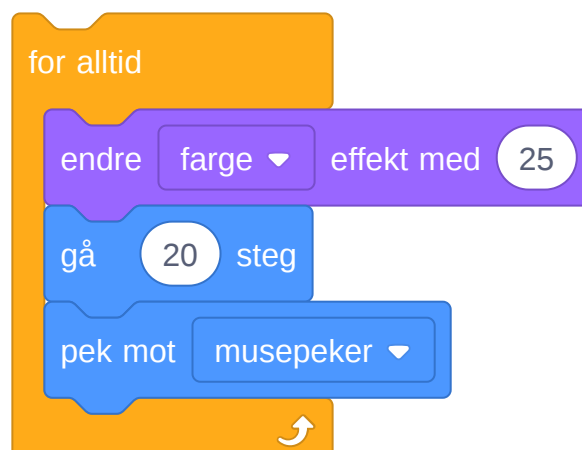 for alltid
endre farge effekt med 25
gå 20 steg
pek mot musepeker